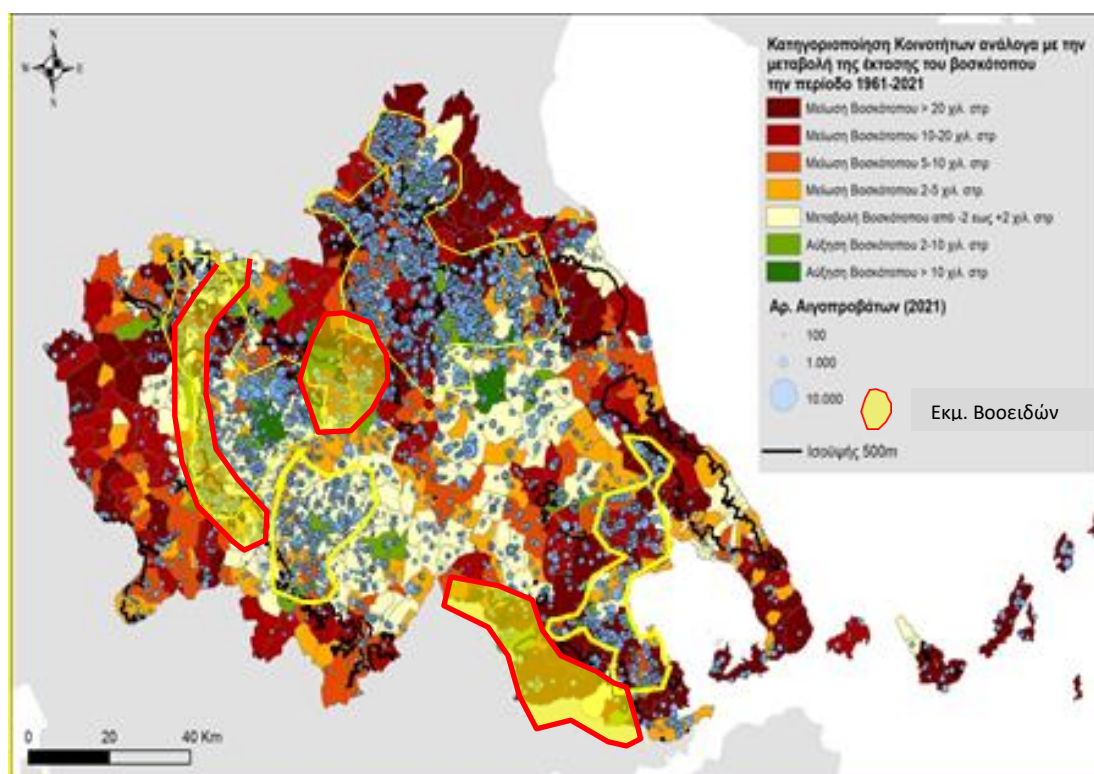 Κατηγοριοποίηση Κοινοτήτων ανάλογα με την
μεταβολή της έκτασης του βοσκότοπου
την περίοδο 1961-2021
Μείωση Βοσκότοπου > 20 χιλ. στρ
Μείωση Βοσκότοπου 10-20 χιλ. στρ
Μείωση Βοσκότοπου 5-10 χιλ. στρ
Μείωση Βοσκότοπου 2-5 χιλ. στρ.
Μεταβολή Βοσκότοπου από -2 εως +2 χιλ. στρ
Αύξηση Βοσκότοπου 2-10 χιλ. στρ
Αύξηση Βοσκότοπου > 10 χιλ. στρ
Αρ. Αιγοπροβάτων (2021)
100
1.000
10.000
Εκμ. Βοοειδών
Ισοϋψής 500m
N
W E
S
0 20 40 Km